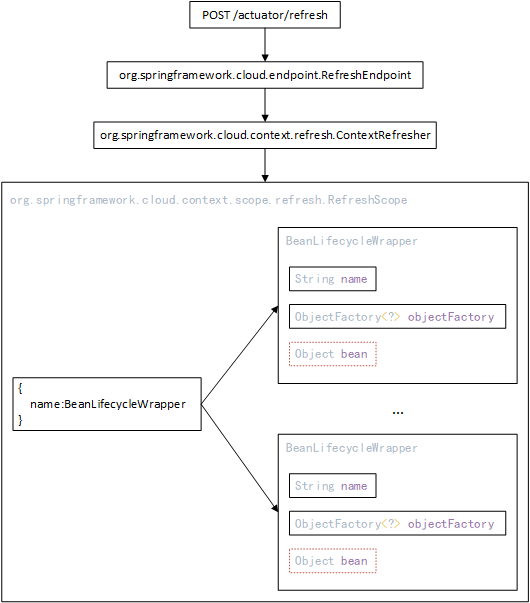 POST /actuator/refresh
org.springframework.cloud.endpoint.RefreshEndpoint
org.springframework.cloud.context.refresh.ContextRefresher
org.springframework.cloud.context.scope.refresh.RefreshScope
BeanLifecycleWrapper
String name
ObjectFactory<?> objectFactory
Object bean
{
name:BeanLifecycleWrapper
}
...
BeanLifecycleWrapper
String name
ObjectFactory<?> objectFactory
Object bean